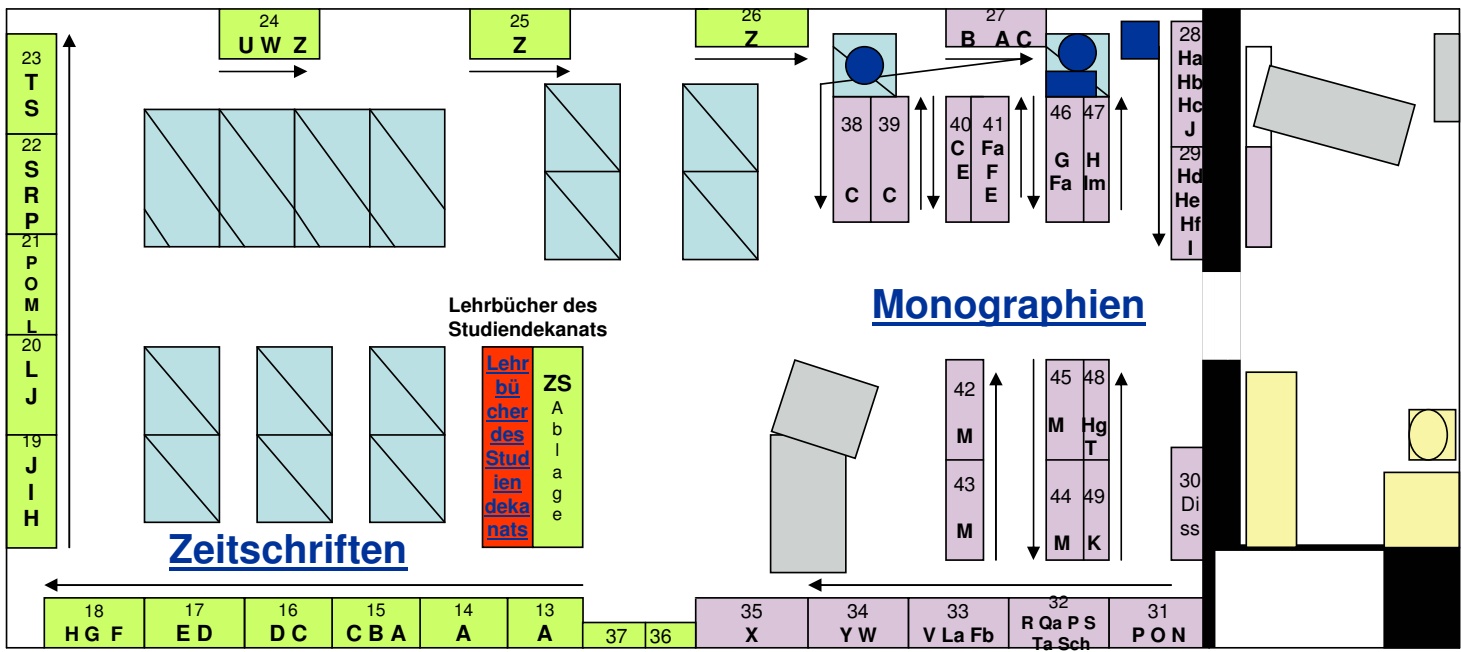 24
U W Z
25
Z
26
Z
27
B A C
23
T
S
22
S
R
P
21
P
O
M
L
20
L
J
19
J
I
H
38
C
39
C
40
C
E
41
Fa
F
E
46
G
Fa
47
H
Im
28
Ha
Hb
Hc
J
29
Hd
He
Hf
I
Monographien
Lehrbücher des
Studiendekanats
Lehr
bü
cher
des
Stud
ien
deka
nats
ZS
A
b
l
a
g
e
42
M
43
M
45
M
48
Hg
T
44
M
49
K
30
Di
ss
Zeitschriften
18
H G F
17
E D
16
D C
15
C B A
14
A
13
A
37
36
35
X
34
Y W
33
V La Fb
32
R Qa P S
Ta Sch
31
P O N